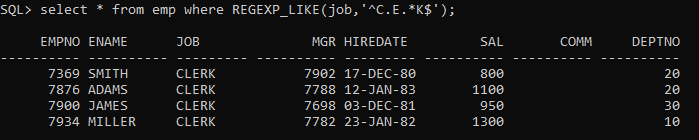 SQL> select * from emp where REGEXP_LIKE(job,'^C.E.*K$');
     EMPNO ENAME      JOB              MGR HIREDATE         SAL       COMM     DEPTNO
---------- ---------- --------- ---------- --------- ---------- ---------- ----------
      7369 SMITH      CLERK           7902 17-DEC-80        800                    20
      7876 ADAMS      CLERK           7788 12-JAN-83       1100                    20
      7900 JAMES      CLERK           7698 03-DEC-81        950                    30
      7934 MILLER     CLERK           7782 23-JAN-82       1300                    10